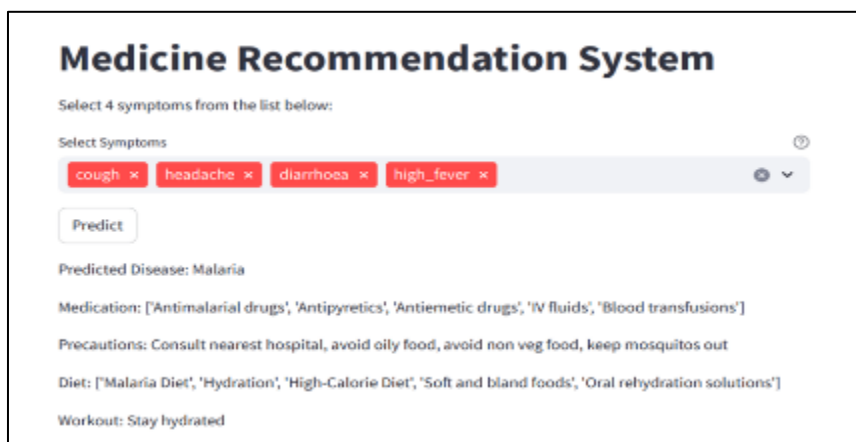 Medicine Recommendation System
Select 4 symptoms from the list below:
Select Symptoms
cough × headache × diarrhoea × high_fever ×
Predict
Predicted Disease: Malaria
Medication: ['Antimalarial drugs', 'Antipyretics', 'Antiemetic drugs', 'IV fluids', 'Blood transfusions']
Precautions: Consult nearest hospital, avoid oily food, avoid non veg food, keep mosquitos out
Diet: ['Malaria Diet', 'Hydration', 'High-Calorie Diet', 'Soft and bland foods', 'Oral rehydration solutions']
Workout: Stay hydrated